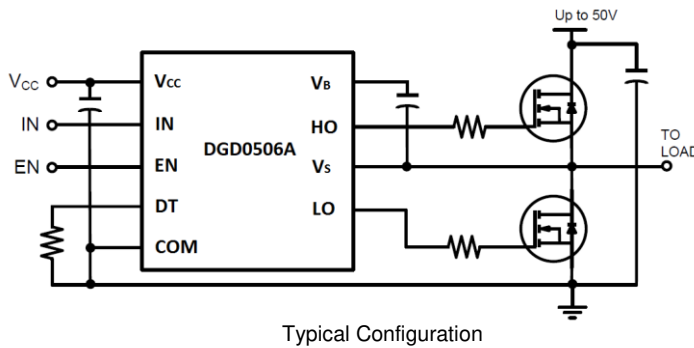 Up to 50V
VCC
VCC
VB
IN
IN
HO
DGD0506A
TO
LOAD
EN
EN
VS
DT
LO
COM
Typical Configuration